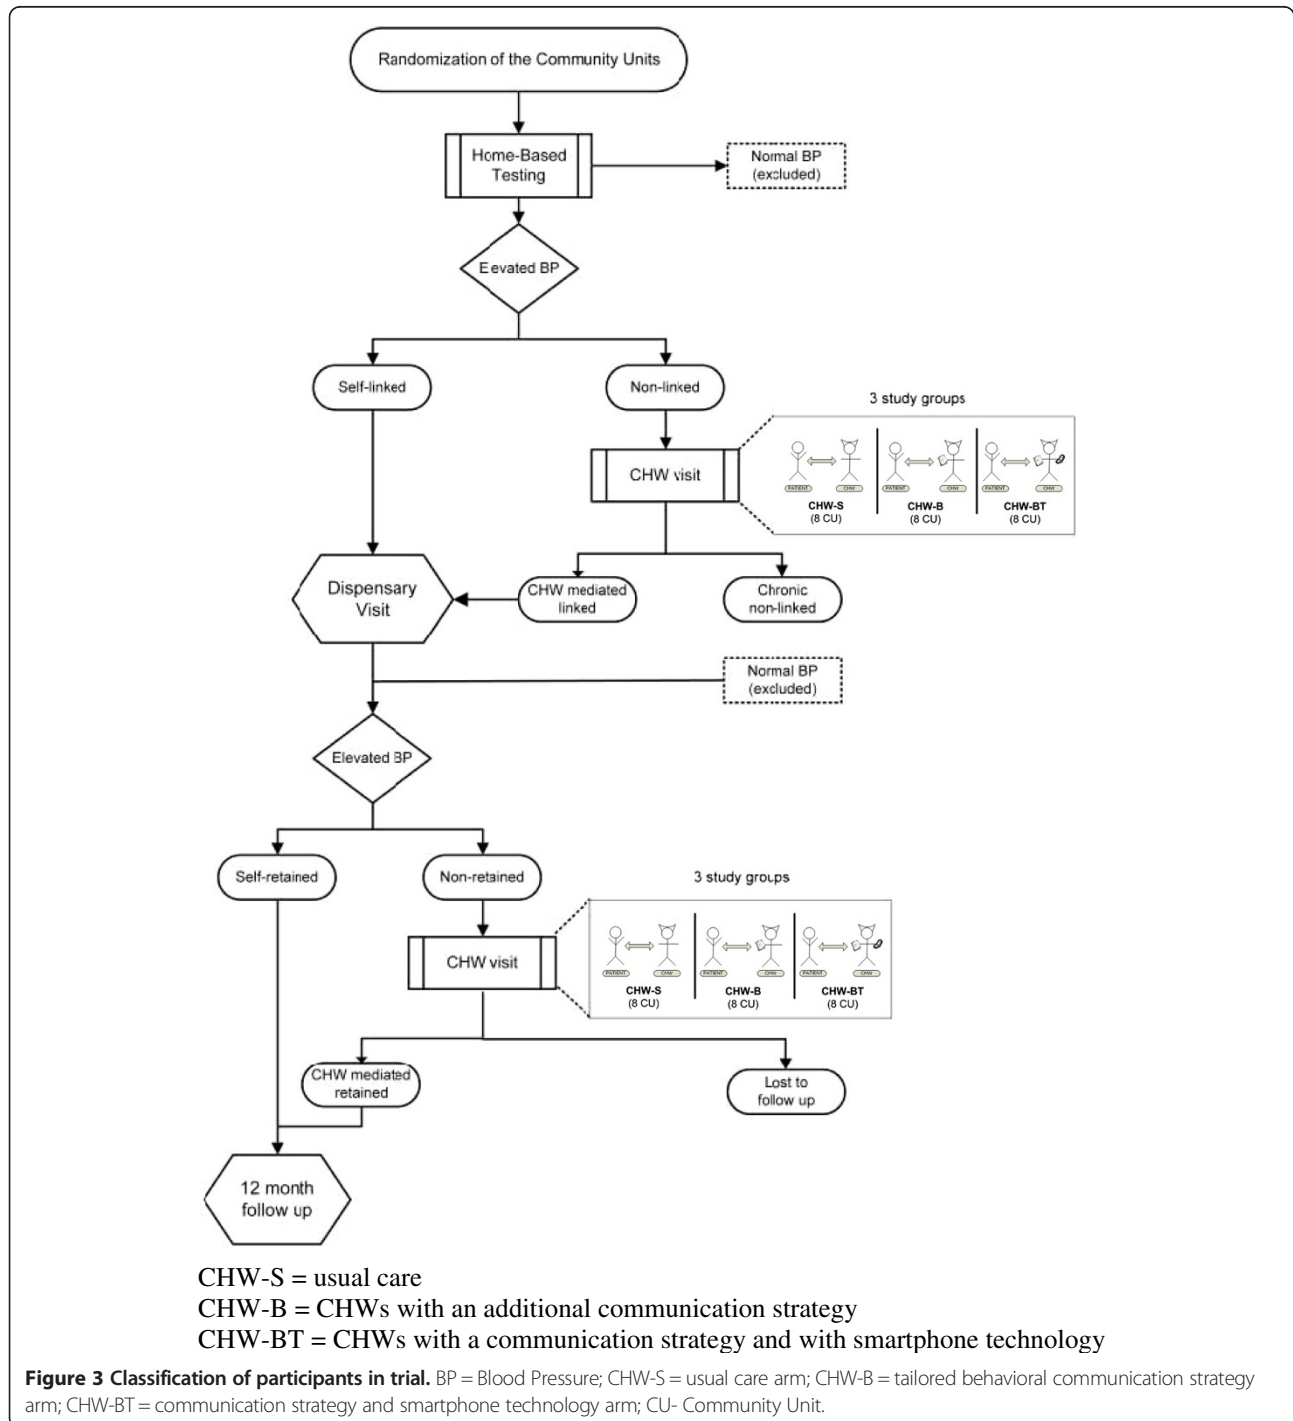 Randomization of the Community Units
Home-Based
Testing
Normal BP
(excluded)
Elevated BP
Self-linked
Non-linked
3 study groups
CHW visit
PATIENT
CHW
PATIENT
CHW
PATIENT
CHW
CHW-S
(8 CU)
CHW-B
(8 CU)
CHW-BT
(8 CU)
Dispensary
Visit
CHW mediated
linked
Chronic
non-linked
Normal BP
(excluded)
Elevated BP
Self-retained
Non-retained
3 study groups
CHW visit
PATIENT
CHW
PATIENT
CHW
PATIENT
CHW
CHW-S
(8 CU)
CHW-B
(8 CU)
CHW-BT
(8 CU)
CHW mediated
retained
Lost to
follow up
12 month
follow up
CHW-S = usual care
CHW-B = CHWs with an additional communication strategy
CHW-BT = CHWs with a communication strategy and with smartphone technology
Figure 3 Classification of participants in trial. BP = Blood Pressure; CHW-S = usual care arm; CHW-B = tailored behavioral communication strategy
arm; CHW-BT = communication strategy and smartphone technology arm; CU- Community Unit.